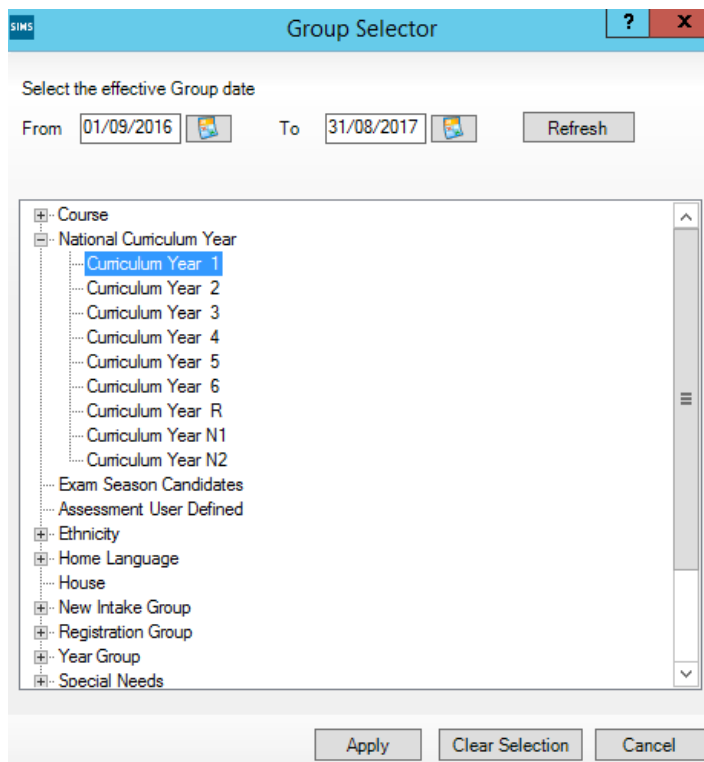 SIMS Group Selector ? x
Select the effective Group date
From 01/09/2016 To 31/08/2017 Refresh
Course
National Curriculum Year
Curriculum Year 1
Curriculum Year 2
Curriculum Year 3
Curriculum Year 4
Curriculum Year 5
Curriculum Year 6
Curriculum Year R
Curriculum Year N1
Curriculum Year N2
Exam Season Candidates
Assessment User Defined
Ethnicity
Home Language
House
New Intake Group
Registration Group
Year Group
Special Needs
Apply Clear Selection Cancel